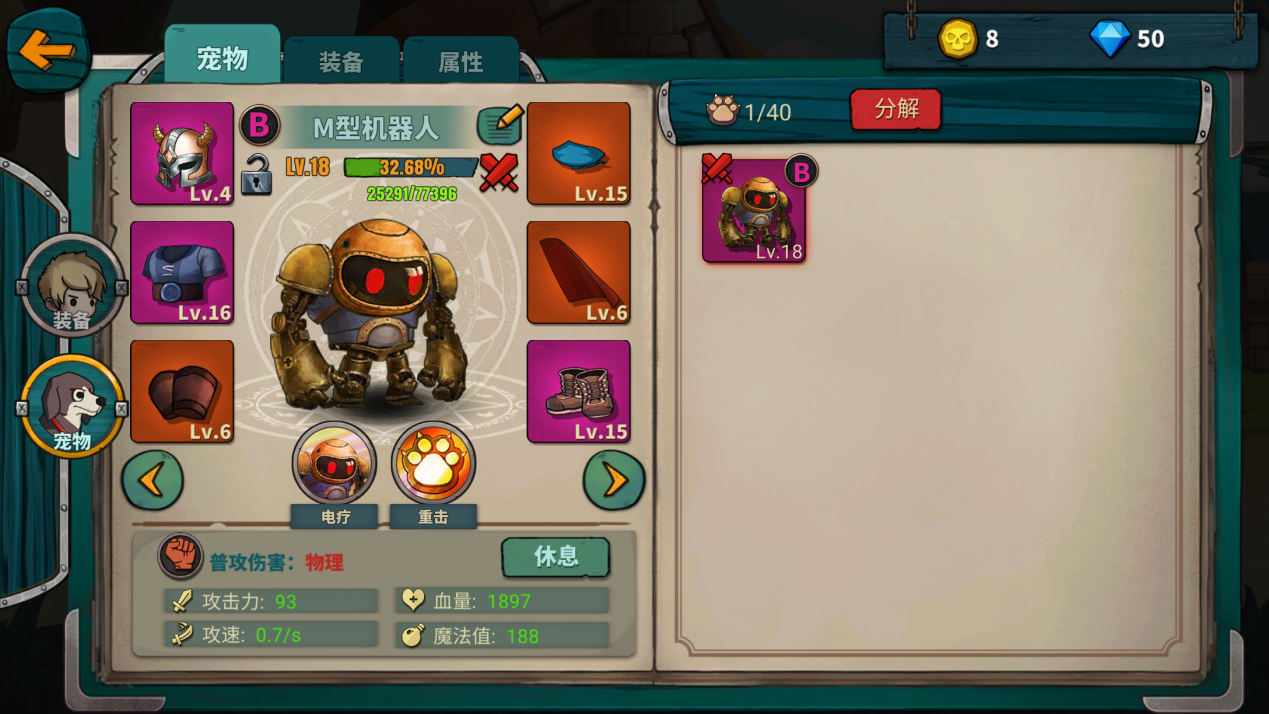 宠物
装备
属性
8
50
B
M型机器人
Lv.4
LV.18
32.68%
25291/77396
Lv.15
1/40
分解
B
Lv.18
Lv.16
Lv.6
装备
宠物
Lv.6
Lv.15
电疗
重击
普攻伤害：物理
休息
攻击力: 93
血量: 1897
攻速: 0.7/s
魔法值: 188